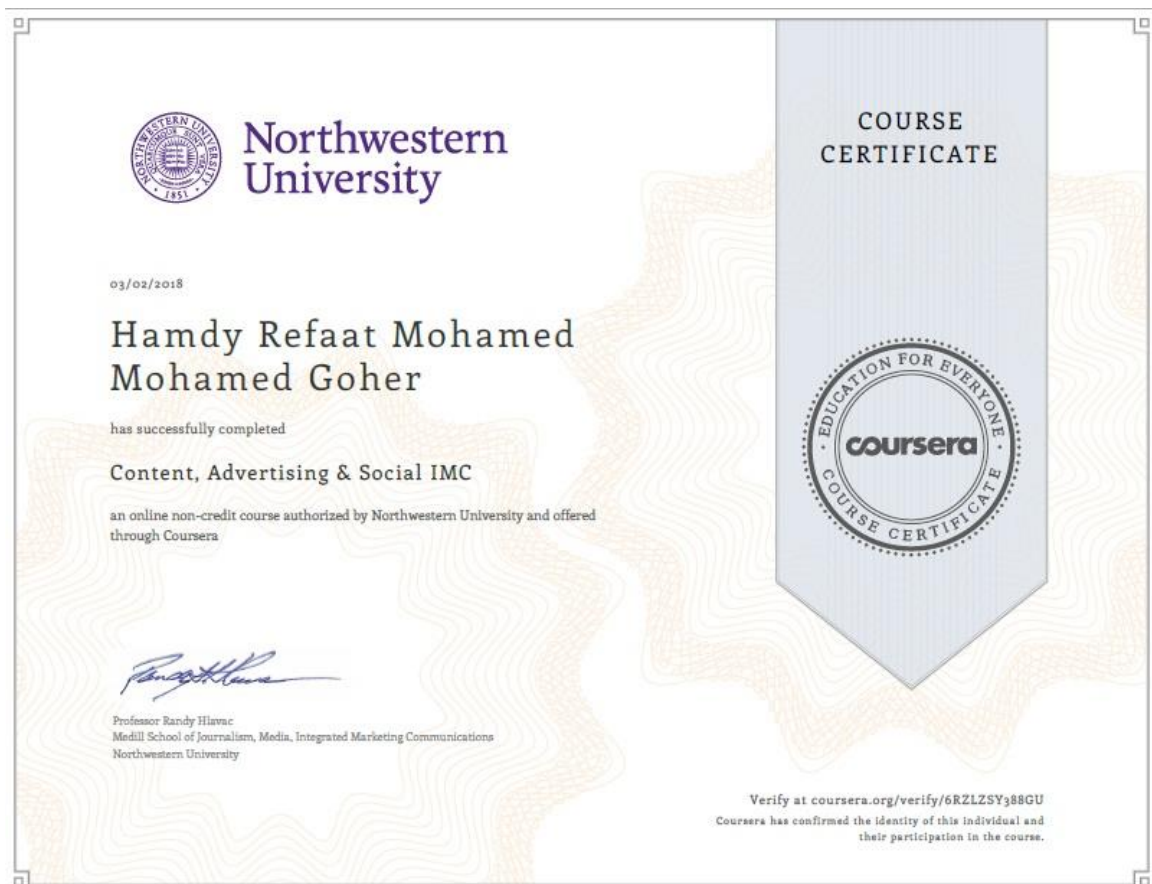 Northwestern
University
NORTHWESTERN UNIVERSITY
1851
COURSE
CERTIFICATE
03/02/2018
Hamdy Refaat Mohamed
Mohamed Goher
has successfully completed
Content, Advertising & Social IMC
an online non-credit course authorized by Northwestern University and offered
through Coursera
EDUCATION FOR EVERYONE
coursera
COURSE CERTIFICATE
Professor Randy Hlavac
Medill School of Journalism, Media, Integrated Marketing Communications
Northwestern University
Verify at coursera.org/verify/6RZLZSY388GU
Coursera has confirmed the identity of this individual and
their participation in the course.